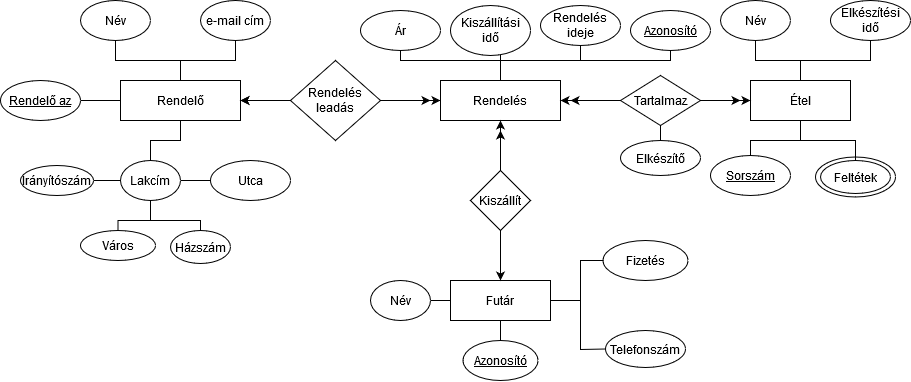 Név
e-mail cím
Ár
Kiszállítási
idő
Rendelés
ideje
Azonosító
Név
Elkészítési
idő
Rendelő az
Rendelő
Rendelés
leadás
Rendelés
Tartalmaz
Étel
Elkészítő
Irányítószám
Lakcím
Utca
Kiszállít
Sorszám
Feltétek
Város
Házszám
Fizetés
Név
Futár
Telefonszám
Azonosító